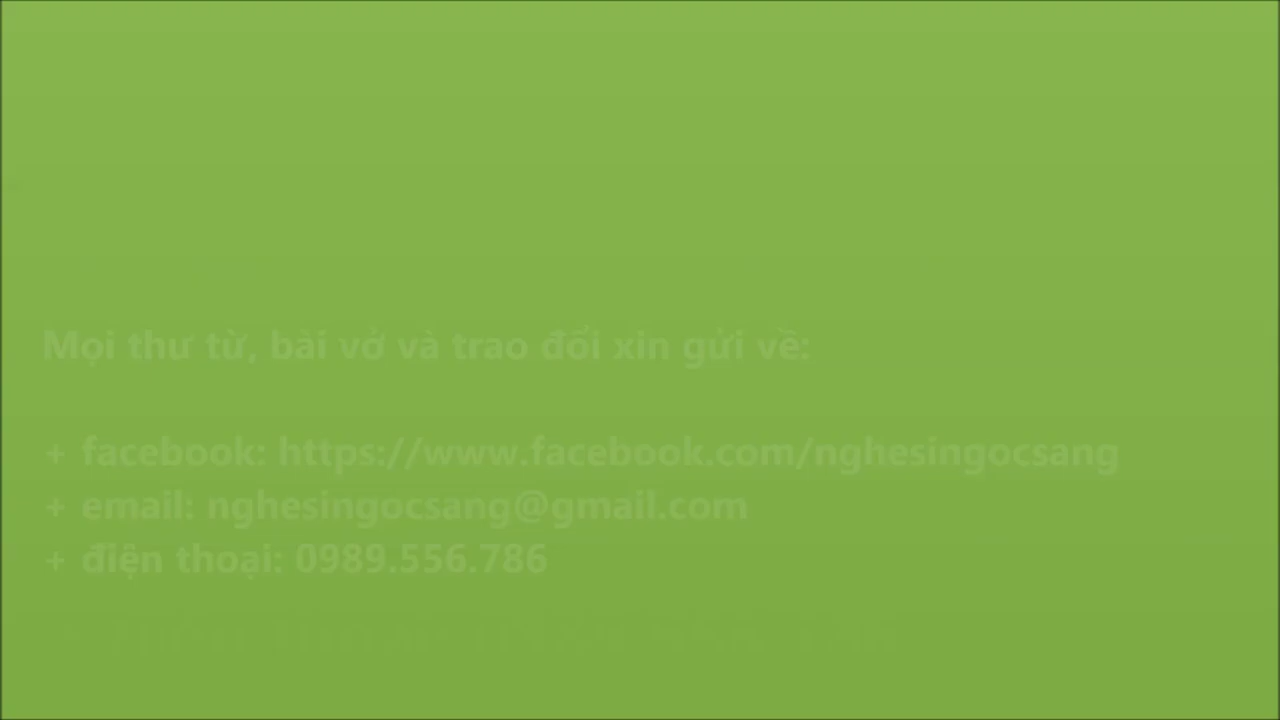 Mọi thư từ, bài vở và trao đổi xin gửi về:
+ facebook: https://www.facebook.com/nghesingocsang
+ email: nghesingocsang@gmail.com
+ điện thoại: 0989.556.786